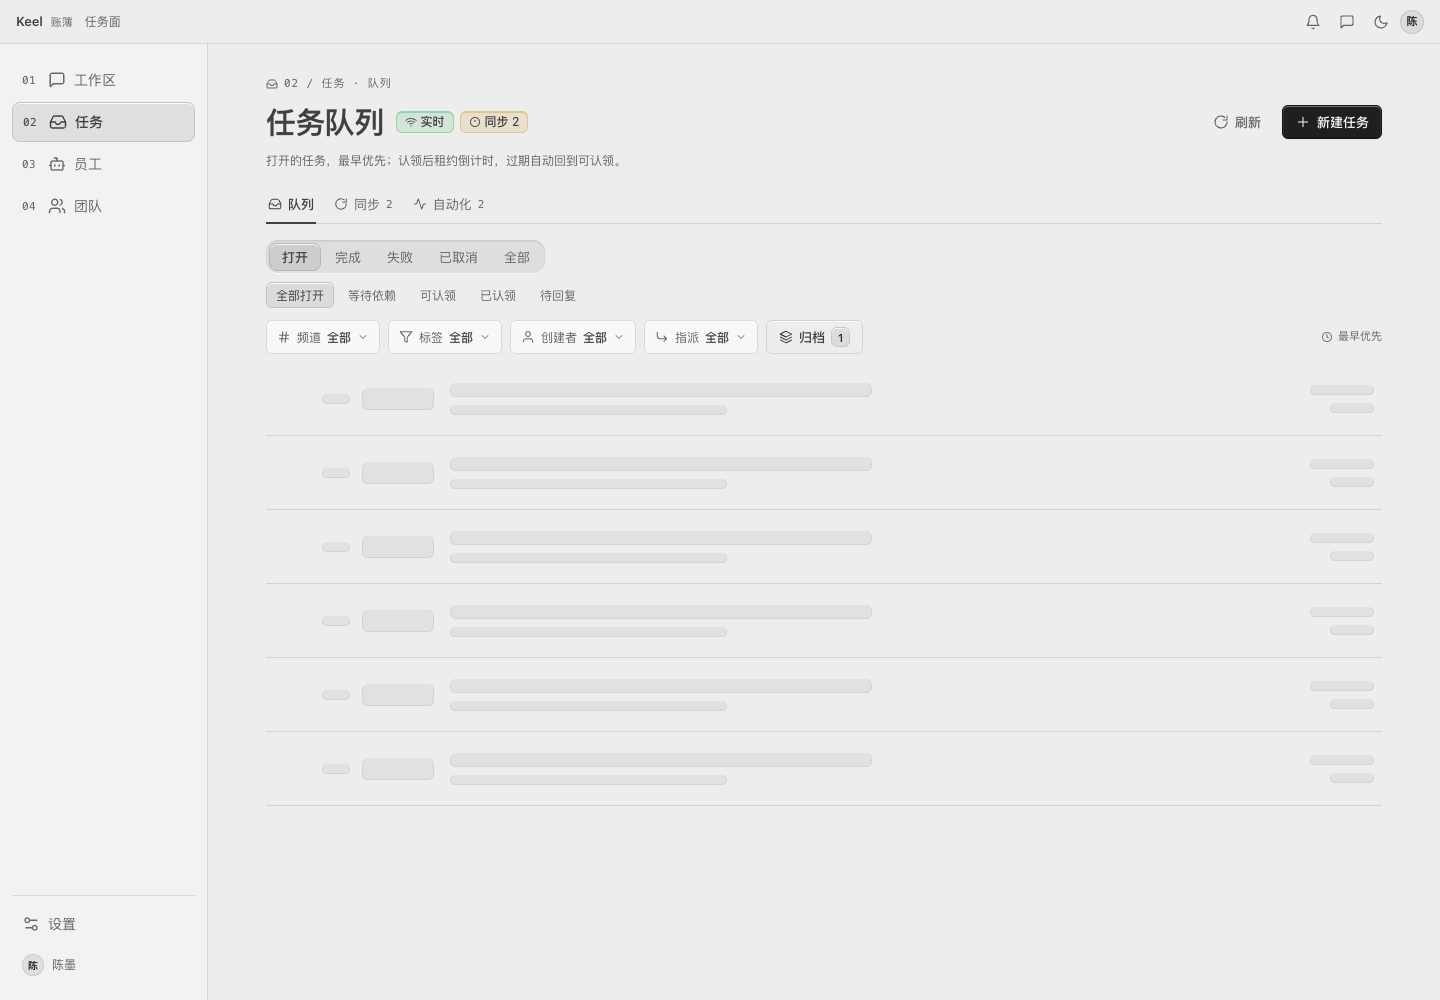 Keel 账簿 任务面
陈
01 工作区
02 任务
03 员工
04 团队
02 / 任务 · 队列
任务队列 实时 同步 2
刷新 新建任务
打开的任务，最早优先；认领后租约倒计时，过期自动回到可认领。
队列 同步 2 自动化 2
打开 完成 失败 已取消 全部
全部打开 等待依赖 可认领 已认领 待回复
频道 全部 标签 全部 创建者 全部 指派 全部 归档 1
最早优先
设置
陈 陈墨